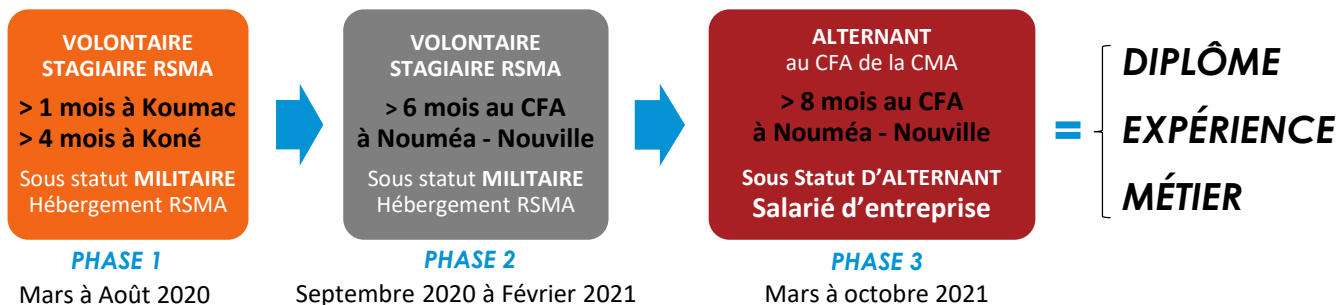 VOLONTAIRE
STAGIAIRE RSMA
> 1 mois à Koumac
> 4 mois à Koné
Sous statut MILITAIRE
Hébergement RSMA
PHASE 1
Mars à Août 2020
VOLONTAIRE
STAGIAIRE RSMA
> 6 mois au CFA
à Nouméa - Nouville
Sous statut MILITAIRE
Hébergement RSMA
PHASE 2
Septembre 2020 à Février 2021
ALTERNANT
au CFA de la CMA
> 8 mois au CFA
à Nouméa - Nouville
Sous Statut D’ALTERNANT
Salarié d’entreprise
PHASE 3
Mars à octobre 2021
=
DIPLÔME
EXPÉRIENCE
MÉTIER